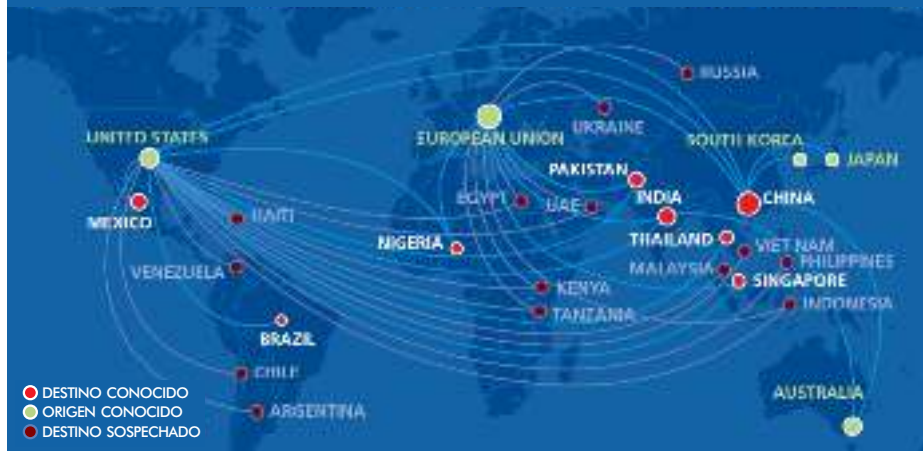 RUSSIA
UKRAINE
UNITED STATES
EUROPEAN UNION
SOUTH KOREA
JAPAN
PAKISTAN
INDIA
CHINA
EGYPT
UAE
MEXICO
HAITI
NIGERIA
THAILAND
VIET NAM
MALAYSIA
PHILIPPINES
SINGAPORE
VENEZUELA
KENYA
INDONESIA
TANZANIA
BRAZIL
CHILE
AUSTRALIA
ARGENTINA
DESTINO CONOCIDO
ORIGEN CONOCIDO
DESTINO SOSPECHADO